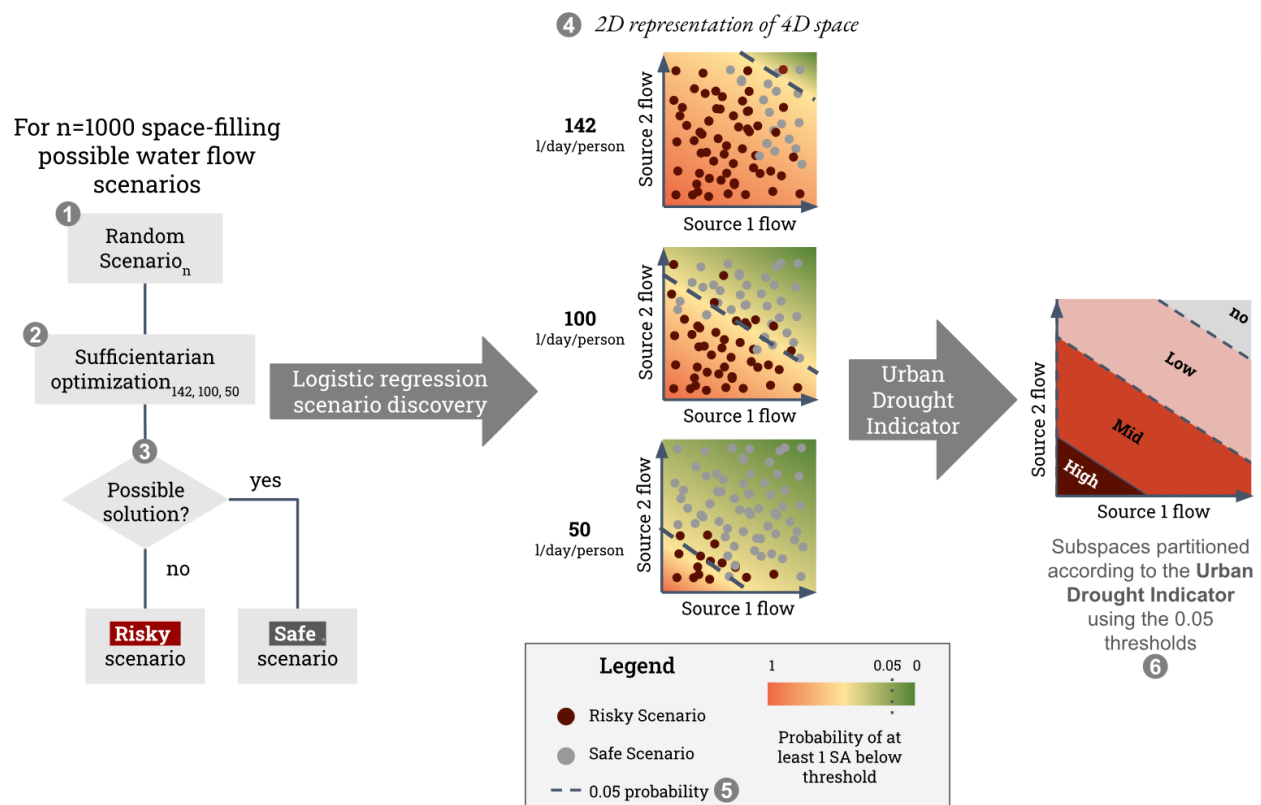 4 2D representation of 4D space
For n=1000 space-filling
possible water flow
scenarios
1
Random
Scenario n
2
Sufficientarian
optimization 142, 100, 50
3
Possible
solution?
yes
no
Risky
scenario
Safe .
scenario
Logistic regression
scenario discovery
142
l/day/person
Source 2 flow
Source 1 flow
100
l/day/person
Source 2 flow
Source 1 flow
50
l/day/person
Source 2 flow
Source 1 flow
Legend
Risky Scenario
Safe Scenario
0.05 probability 5
1 0.05 0
Probability of at
least 1 SA below
threshold
Urban
Drought
Indicator
no
Low
Mid
High
Source 2 flow
Source 1 flow
Subspaces partitioned
according to the Urban
Drought Indicator
using the 0.05
thresholds
6